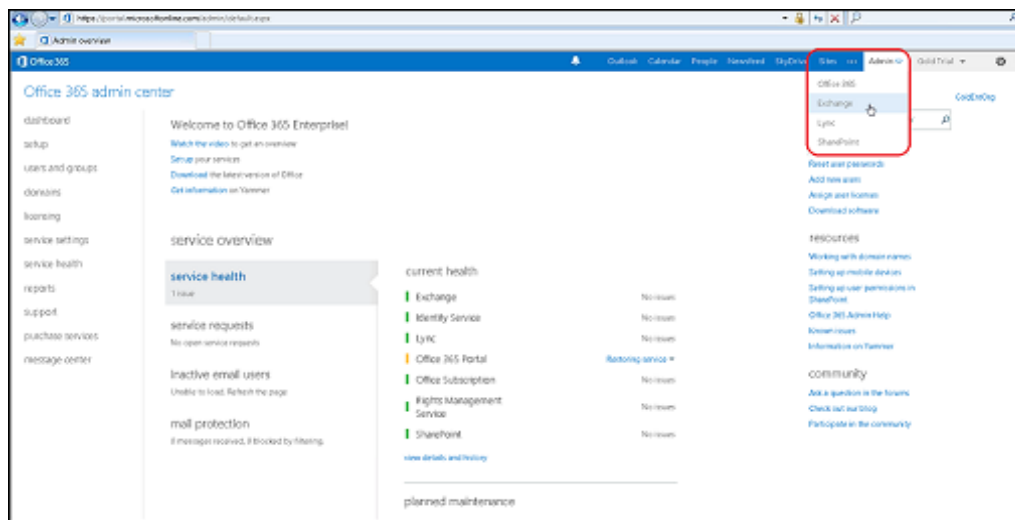 https://portal.microsoftonline.com/admin/default.aspx
Admin overview
Office 365
Outlook Calendar People Newsfeed SkyDrive Sites ... Admin Gold Trial
Office 365
Exchange
Lync
SharePoint
Office 365 admin center
dashboard
setup
users and groups
domains
licensing
service settings
service health
reports
support
purchase services
message center
Welcome to Office 365 Enterprise!
Watch the video to get an overview
Set up your services
Download the latest version of Office
Get information on Yammer
service overview
service health
1 issue
service requests
No open service requests
inactive email users
Unable to load. Refresh the page
mail protection
0 messages received, 0 blocked by filtering.
current health
Exchange No issues
Identity Service No issues
Lync No issues
Office 365 Portal Restoring service
Office Subscription No issues
Rights Management
Service No issues
SharePoint No issues
view details and history
planned maintenance
Reset user passwords
Add new users
Assign user licenses
Download software
resources
Working with domain names
Setting up mobile devices
Setting up user permissions in
SharePoint
Office 365 Admin Help
Known issues
Information on Yammer
community
Ask a question in the forums
Check out our blog
Participate in the community